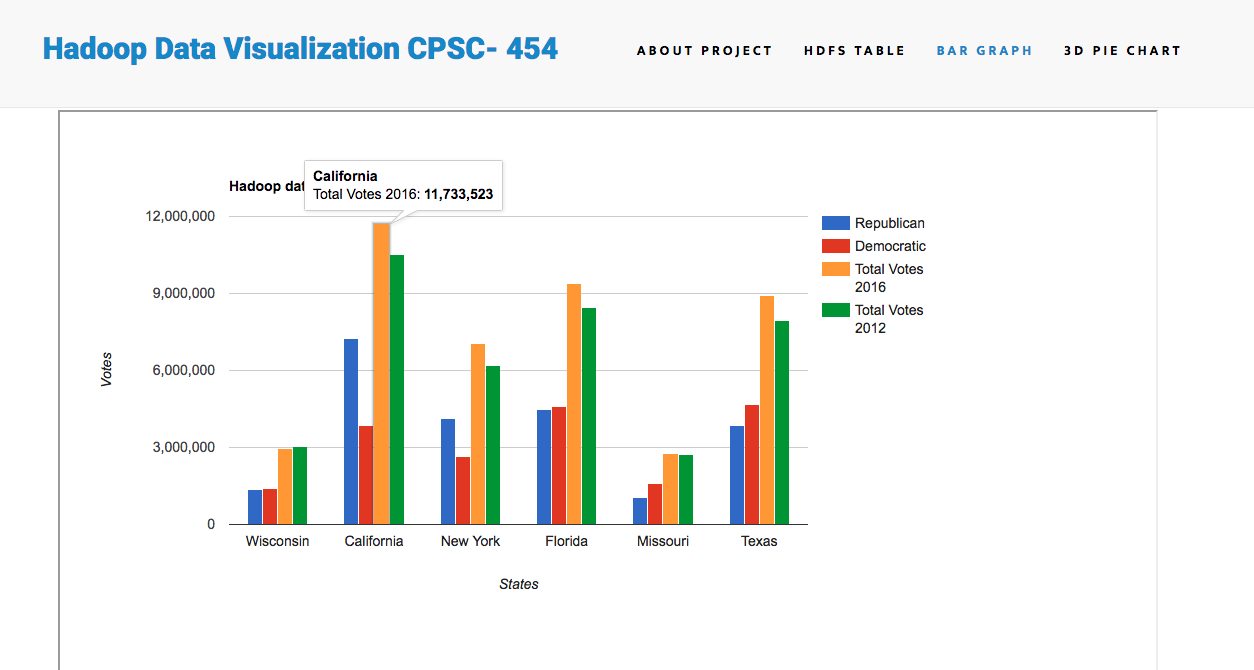 Hadoop Data Visualization CPSC- 454
ABOUT PROJECT
HDFS TABLE
BAR GRAPH
3D PIE CHART
Hadoop
California
Total Votes 2016: 11,733,523
12,000,000
9,000,000
6,000,000
3,000,000
0
Votes
Republican
Democratic
Total Votes
2016
Total Votes
2012
Wisconsin
California
New York
Florida
Missouri
Texas
States